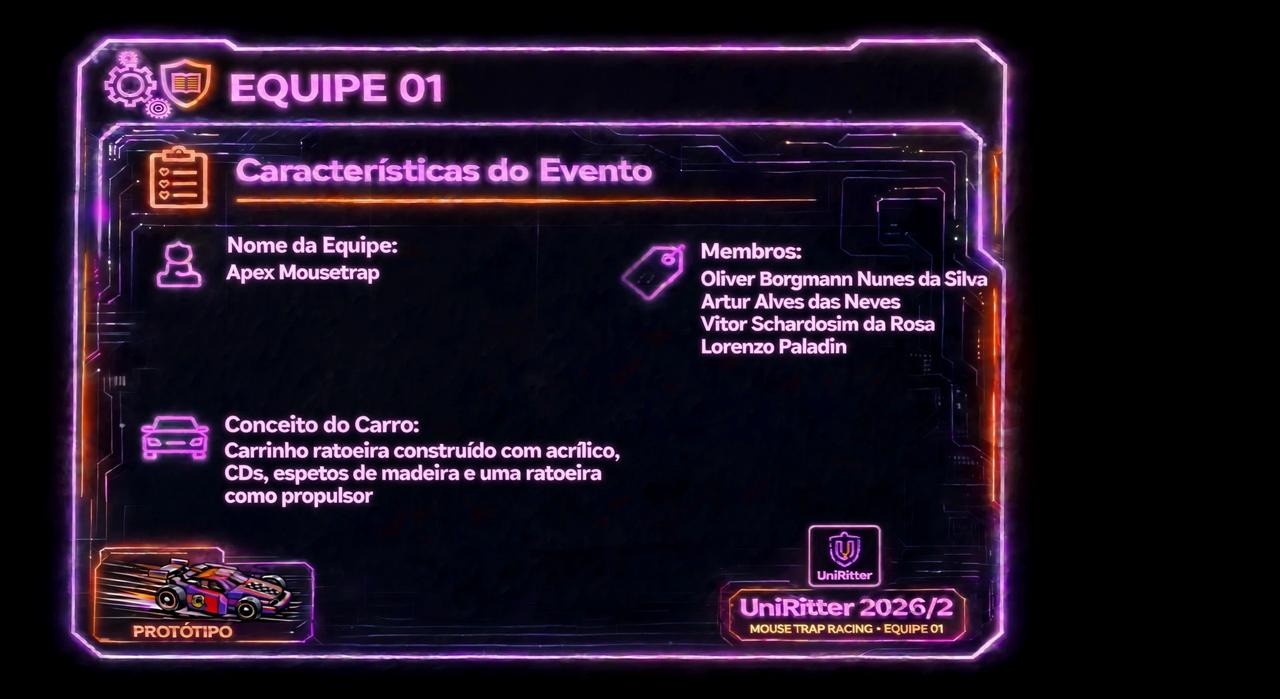 EQUIPE 01
Características do Evento
Nome da Equipe:
Apex Mousetrap
Membros:
Oliver Borgmann Nunes da Silva
Artur Alves das Neves
Vitor Schardosim da Rosa
Lorenzo Paladin
Conceito do Carro:
Carrinho ratoeira construído com acrílico,
CDs, espetos de madeira e uma ratoeira
como propulsor
PROTÓTIPO
UniRitter
UniRitter 2026/2
MOUSE TRAP RACING • EQUIPE 01